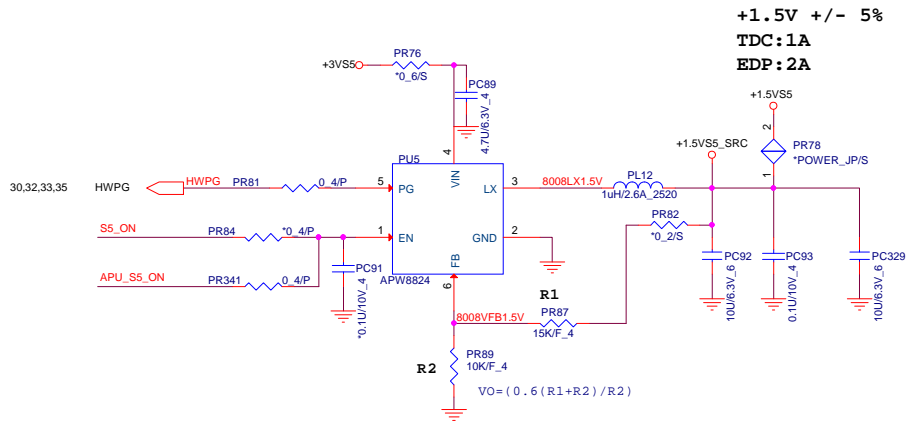 +1.5V +/- 5%
TDC:1A
EDP:2A
PR76
+3VS5
*0_6/S
PC89
4.7U/6.3V_4
+1.5VS5
2
PR78
*POWER_JP/S
1
+1.5VS5_SRC
PU5
4
VIN
30,32,33,35
HWPG
HWPG
PR81
0_4/P
5
PG
LX
3
8008LX1.5V
PL12
1uH/2.6A_2520
S5_ON
PR84
*0_4/P
1
EN
GND
2
PR82
*0_2/S
APU_S5_ON
PR341
0_4/P
PC91
*0.1U/10V_4
FB
APW8824
6
PC92
10U/6.3V_6
PC93
0.1U/10V_4
PC329
10U/6.3V_6
R1
8008VFB1.5V
PR87
15K/F_4
R2
PR89
10K/F_4
VO=(0.6(R1+R2)/R2)